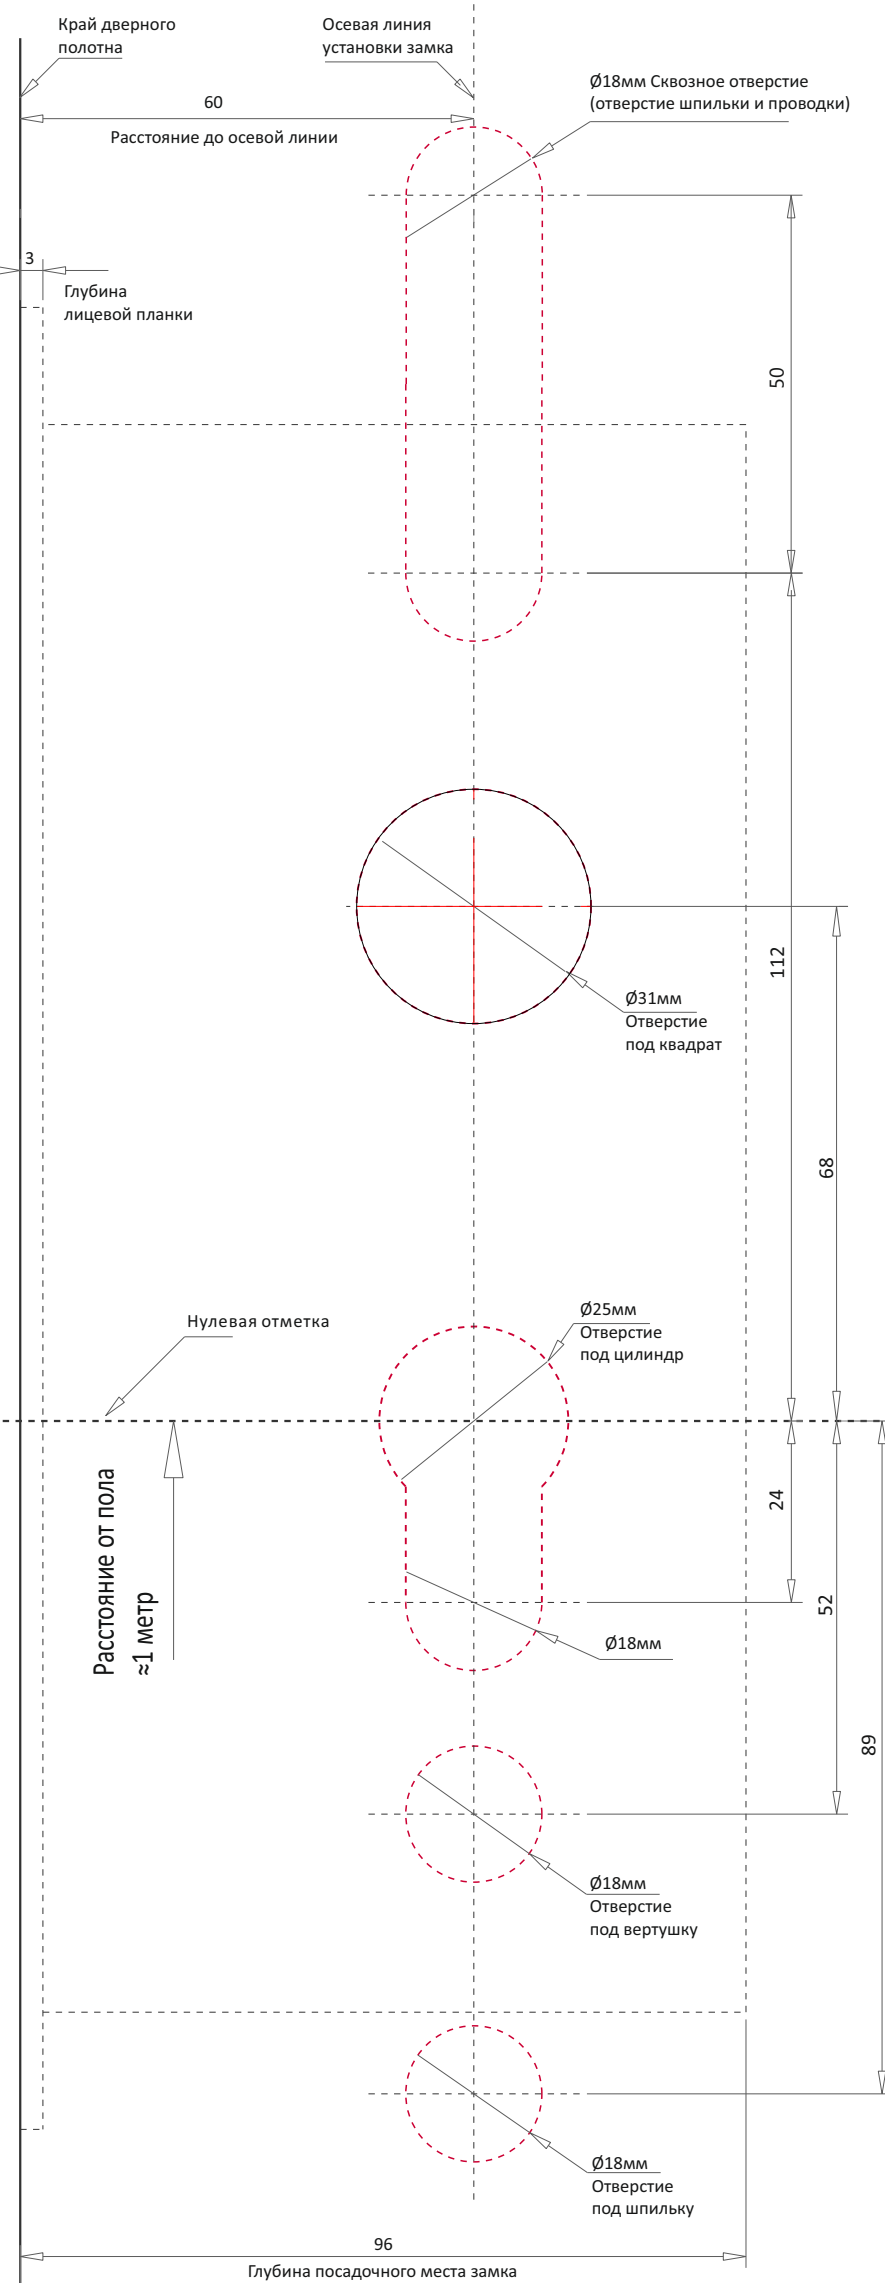 Край дверного
полотна
Осевая линия
установки замка
Ø18мм Сквозное отверстие
(отверстие шпильки и проводки)
60
Расстояние до осевой линии
3
Глубина
лицевой планки
50
112
Ø31мм
Отверстие
под квадрат
68
Нулевая отметка
Ø25мм
Отверстие
под цилиндр
Расстояние от пола
≈1 метр
24
52
Ø18мм
89
Ø18мм
Отверстие
под вертушку
Ø18мм
Отверстие
под шпильку
96
Глубина посадочного места замка